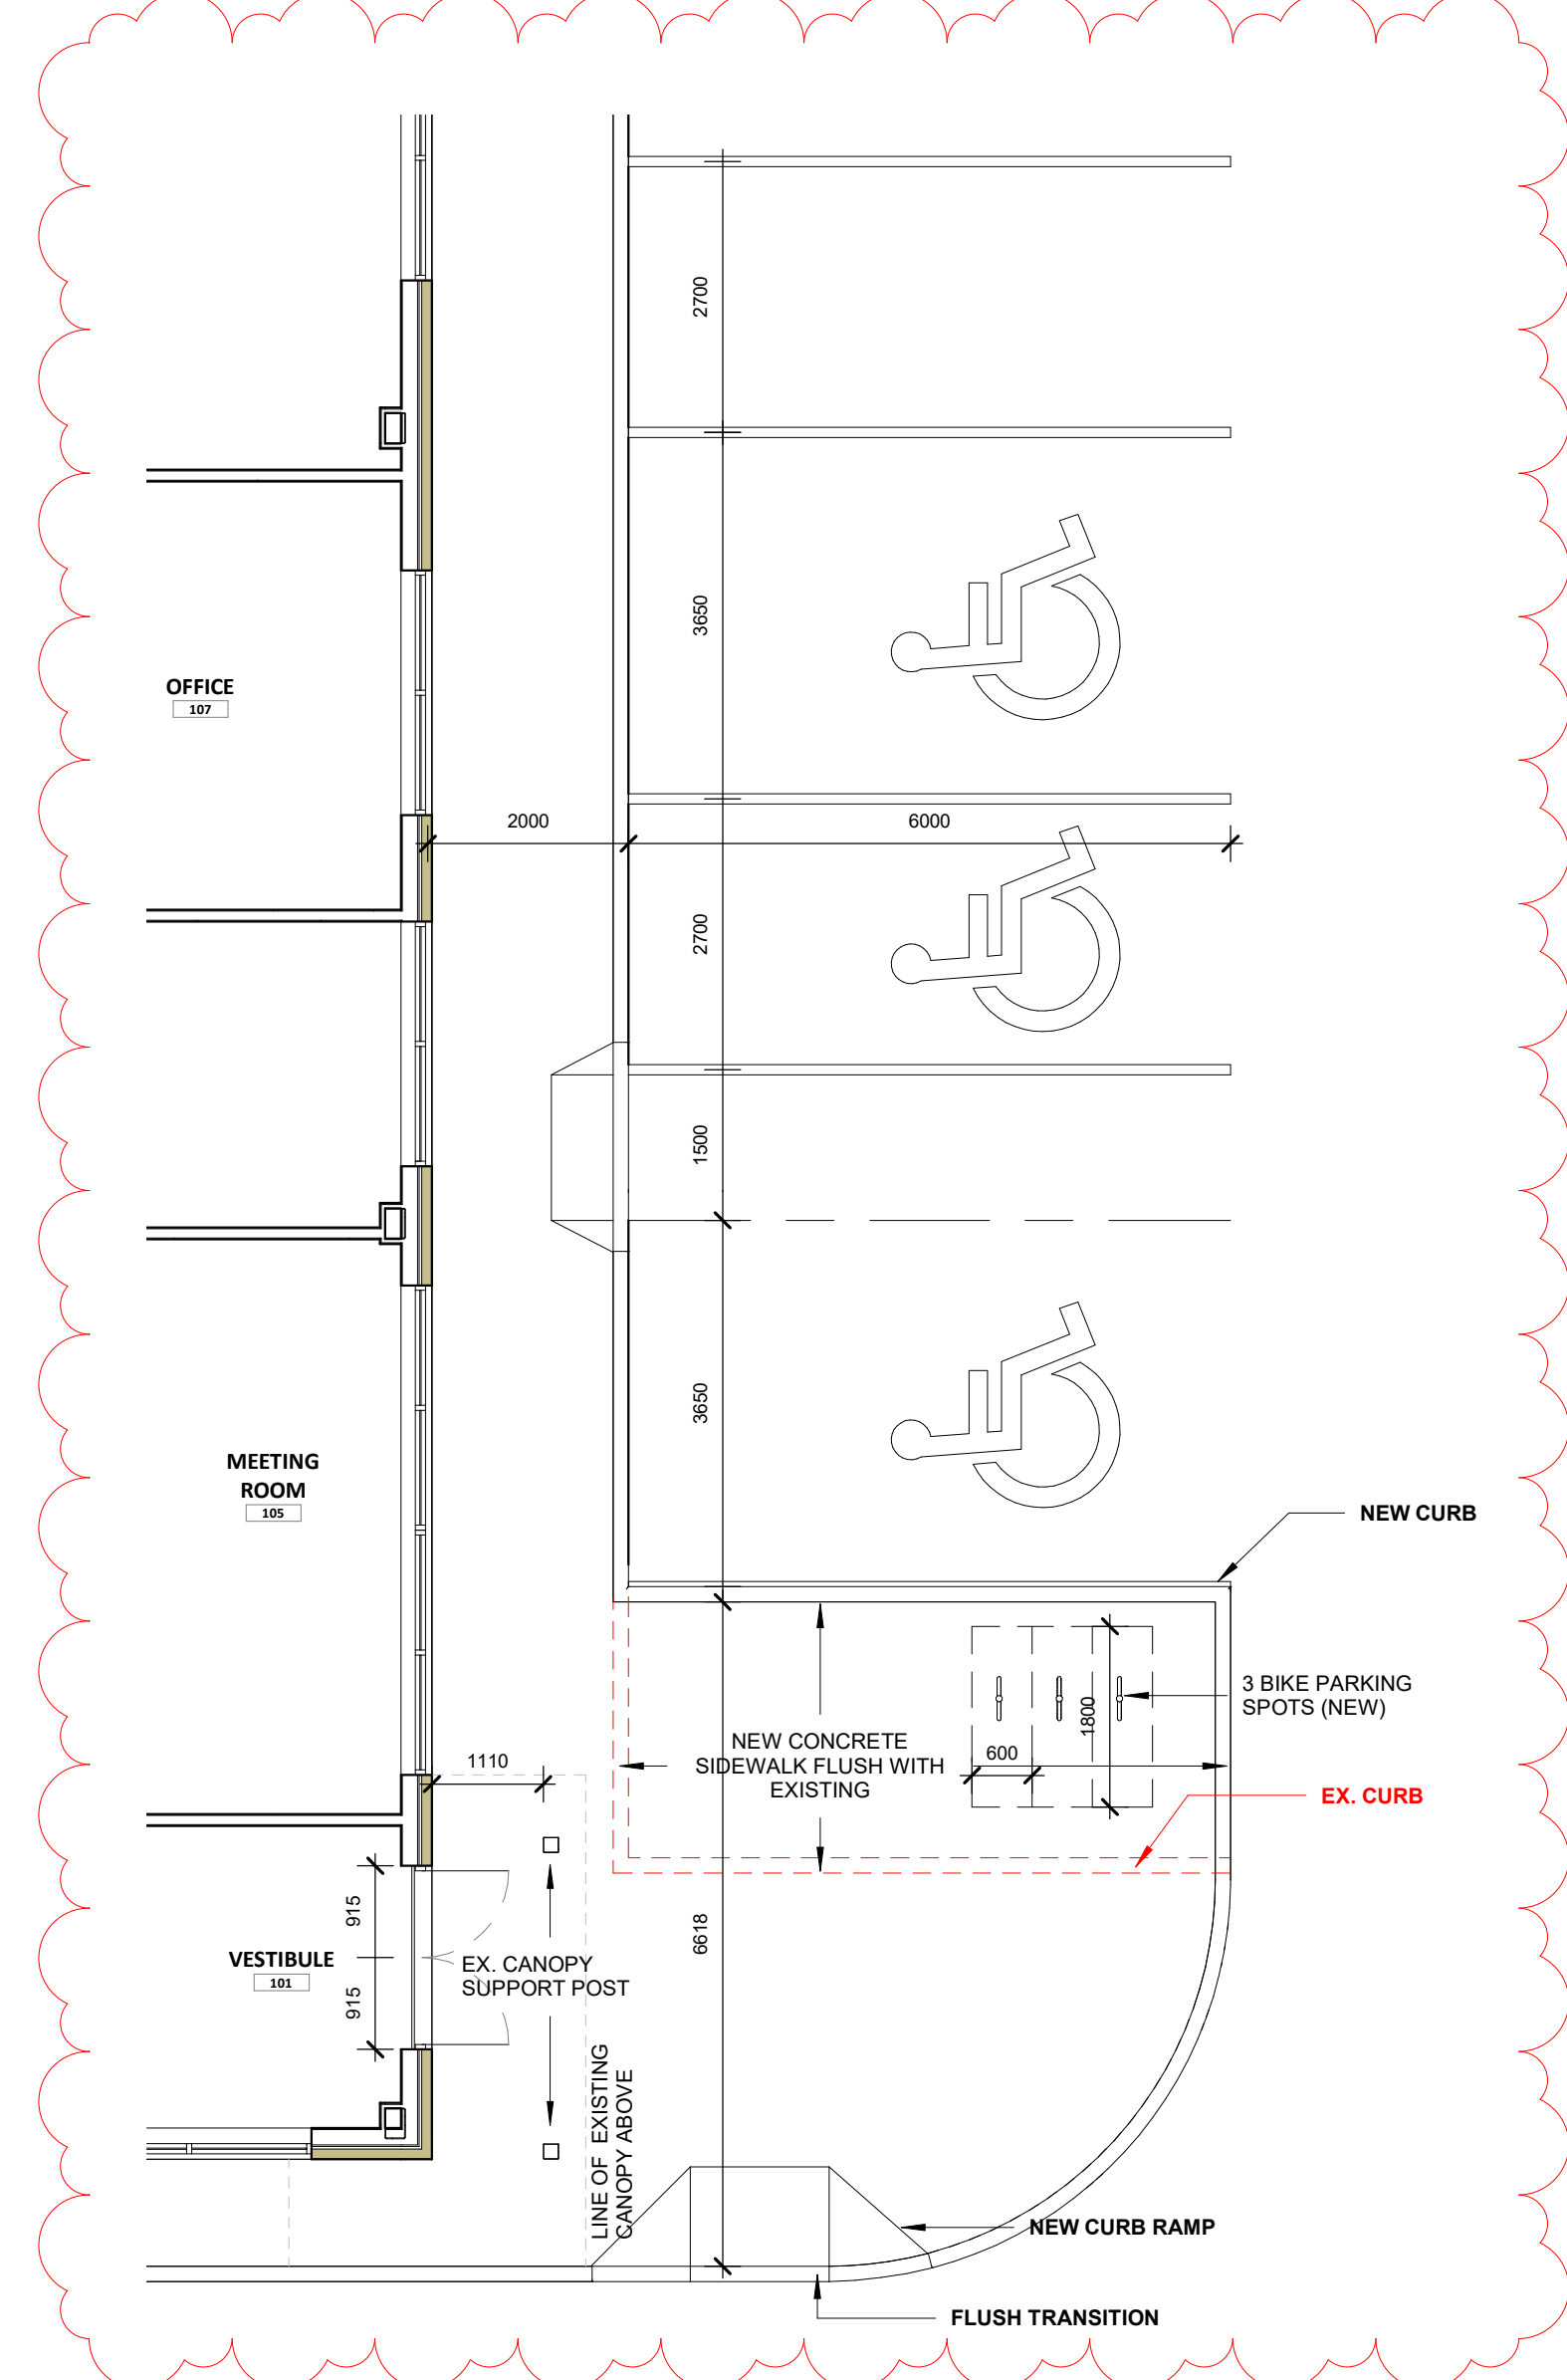 2700
3650
OFFICE
107
2000
6000
2700
1500
3650
MEETING
ROOM
105
NEW CURB
3 BIKE PARKING
SPOTS (NEW)
1800
600
NEW CONCRETE
SIDEWALK FLUSH WITH
EXISTING
1110
EX. CURB
915
915
VESTIBULE
101
EX. CANOPY
SUPPORT POST
6618
LINE OF EXISTING
CANOPY ABOVE
NEW CURB RAMP
FLUSH TRANSITION